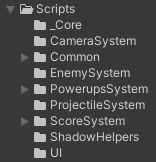 Scripts
_Core
CameraSystem
Common
EnemySystem
PowerupsSystem
ProjectileSystem
ScoreSystem
ShadowHelpers
UI